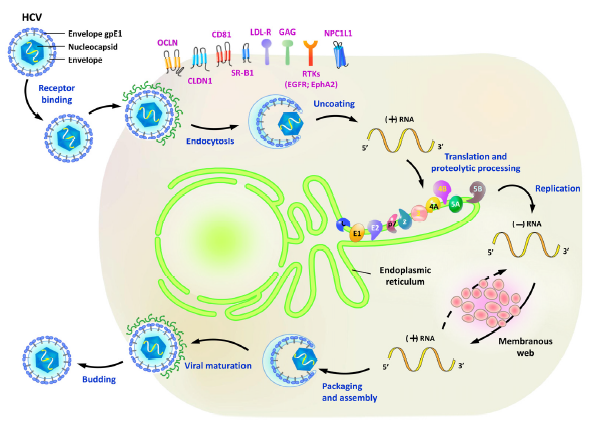 HCV
Envelope gpE1
Nucleocapsid
Envelope
Receptor
binding
OCLN
CLDN1
CD81
SR-B1
LDL-R
GAG
RTKs
(EGFR; EphA2)
NPC1L1
Endocytosis
Uncoating
(+) RNA
5′
3′
Translation and
proteolytic processing
E1
E2
p7
2
4A
4B
5A
5B
Replication
(−) RNA
5′
3′
Endoplasmic
reticulum
Membranous
web
(+) RNA
5′
3′
Packaging
and assembly
Viral maturation
Budding